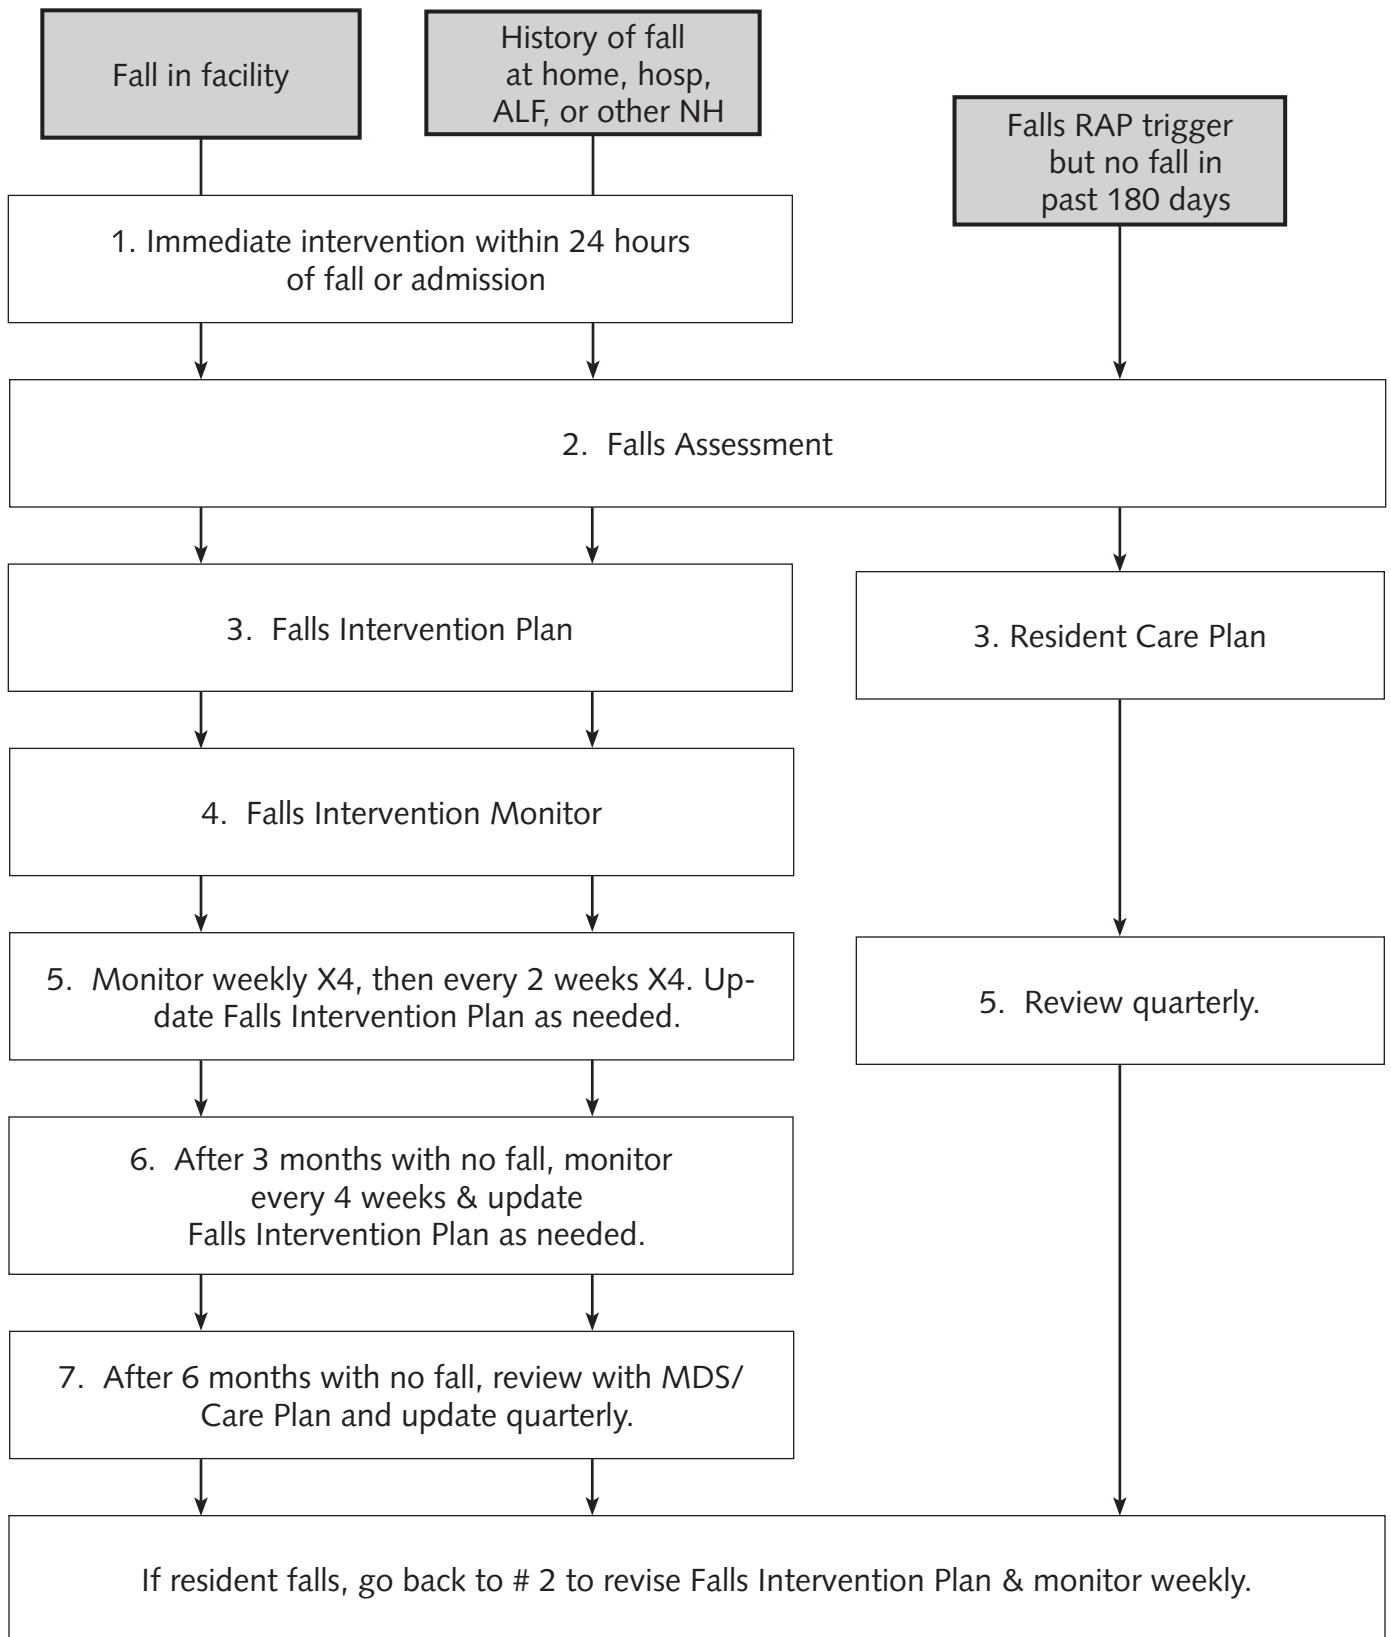 Fall in facility
History of fall
at home, hosp,
ALF, or other NH
Falls RAP trigger
but no fall in
past 180 days
1. Immediate intervention within 24 hours
of fall or admission
2. Falls Assessment
3. Falls Intervention Plan
3. Resident Care Plan
4. Falls Intervention Monitor
5. Monitor weekly X4, then every 2 weeks X4. Up-
date Falls Intervention Plan as needed.
5. Review quarterly.
6. After 3 months with no fall, monitor
every 4 weeks & update
Falls Intervention Plan as needed.
7. After 6 months with no fall, review with MDS/
Care Plan and update quarterly.
If resident falls, go back to # 2 to revise Falls Intervention Plan & monitor weekly.